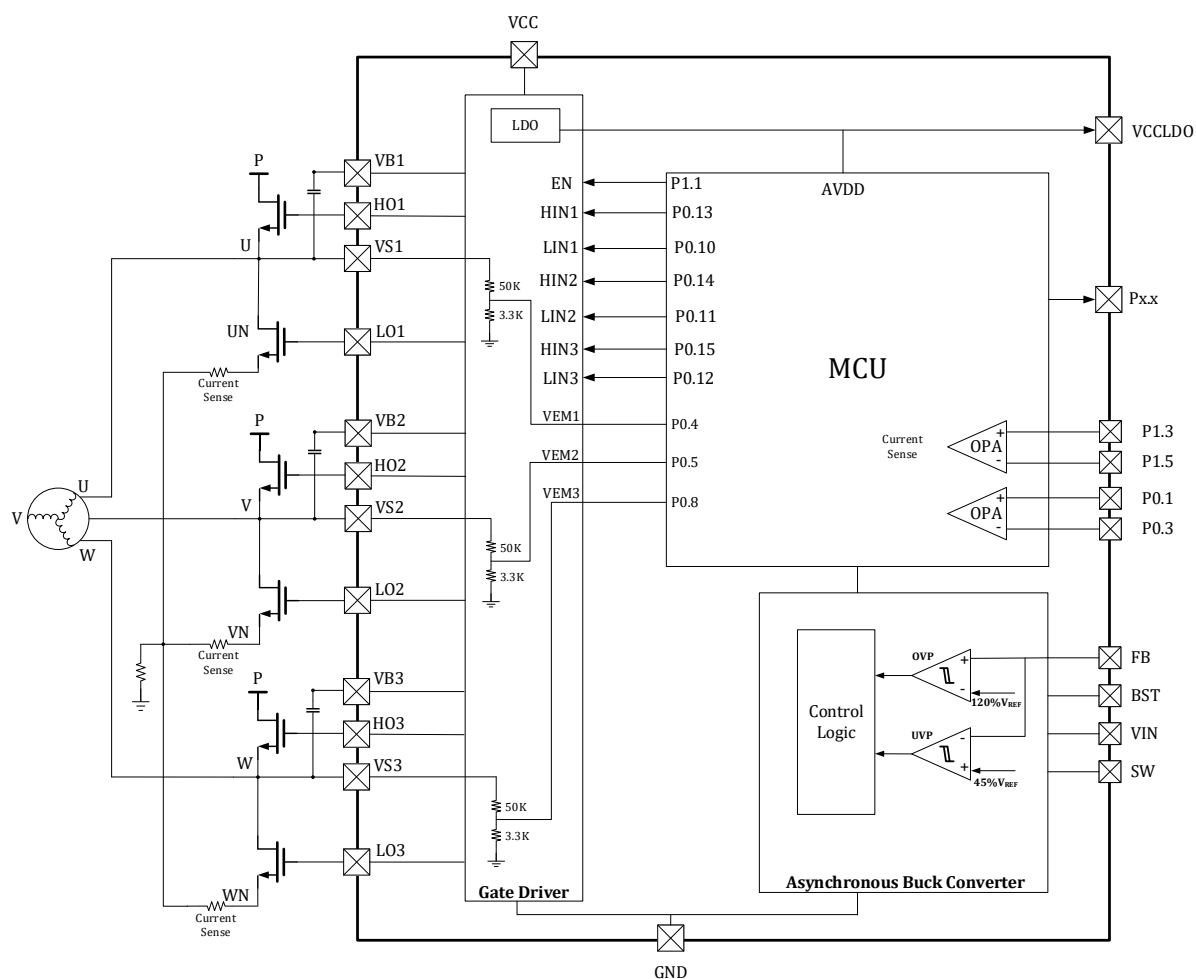 VCC
LDO
VCCLDO
P
VB1
EN
P1.1
AVDD
HO1
HIN1
P0.13
U
VS1
LIN1
P0.10
50K
HIN2
P0.14
3.3K
Px.x
UN
LO1
LIN2
P0.11
HIN3
P0.15
MCU
Current
Sense
LIN3
P0.12
P
VB2
VEM1
P0.4
Current
Sense
+
OPA
-
P1.3
HO2
VEM2
P0.5
P1.5
U
V
W
V
VS2
VEM3
P0.8
+
OPA
-
P0.1
P0.3
50K
3.3K
LO2
VN
Current
Sense
P
VB3
HO3
W
VS3
50K
3.3K
LO3
WN
Current
Sense
Gate Driver
Control
Logic
OVP
+
-
120%VREF
UVP
-
+
45%VREF
FB
BST
VIN
SW
Asynchronous Buck Converter
GND